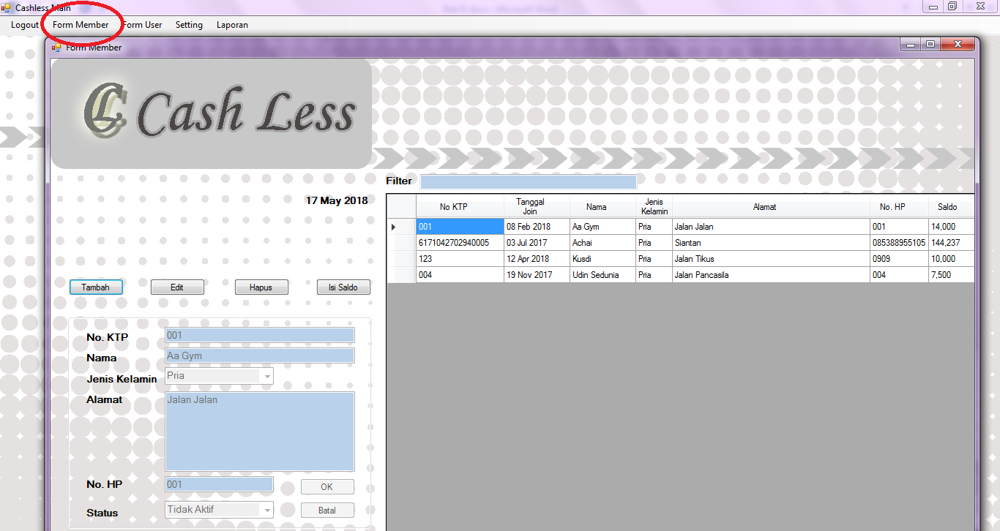 Cashless Main
Logout Form Member Form User Setting Laporan
Form Member
CL Cash Less
Filter
17 May 2018
No KTP Tanggal Join Nama Jenis Kelamin Alamat No. HP Saldo
001 08 Feb 2018 Aa Gym Pria Jalan Jalan 001 14,000
6171042702940005 03 Jul 2017 Achai Pria Siantan 085388955105 144,237
123 12 Apr 2018 Kusdi Pria Jalan Tikus 0909 10,000
004 19 Nov 2017 Udin Sedunia Pria Jalan Pancasila 004 7,500
Tambah Edit Hapus Isi Saldo
No. KTP 001
Nama Aa Gym
Jenis Kelamin Pria
Alamat Jalan Jalan
No. HP 001 OK
Status Tidak Aktif Batal